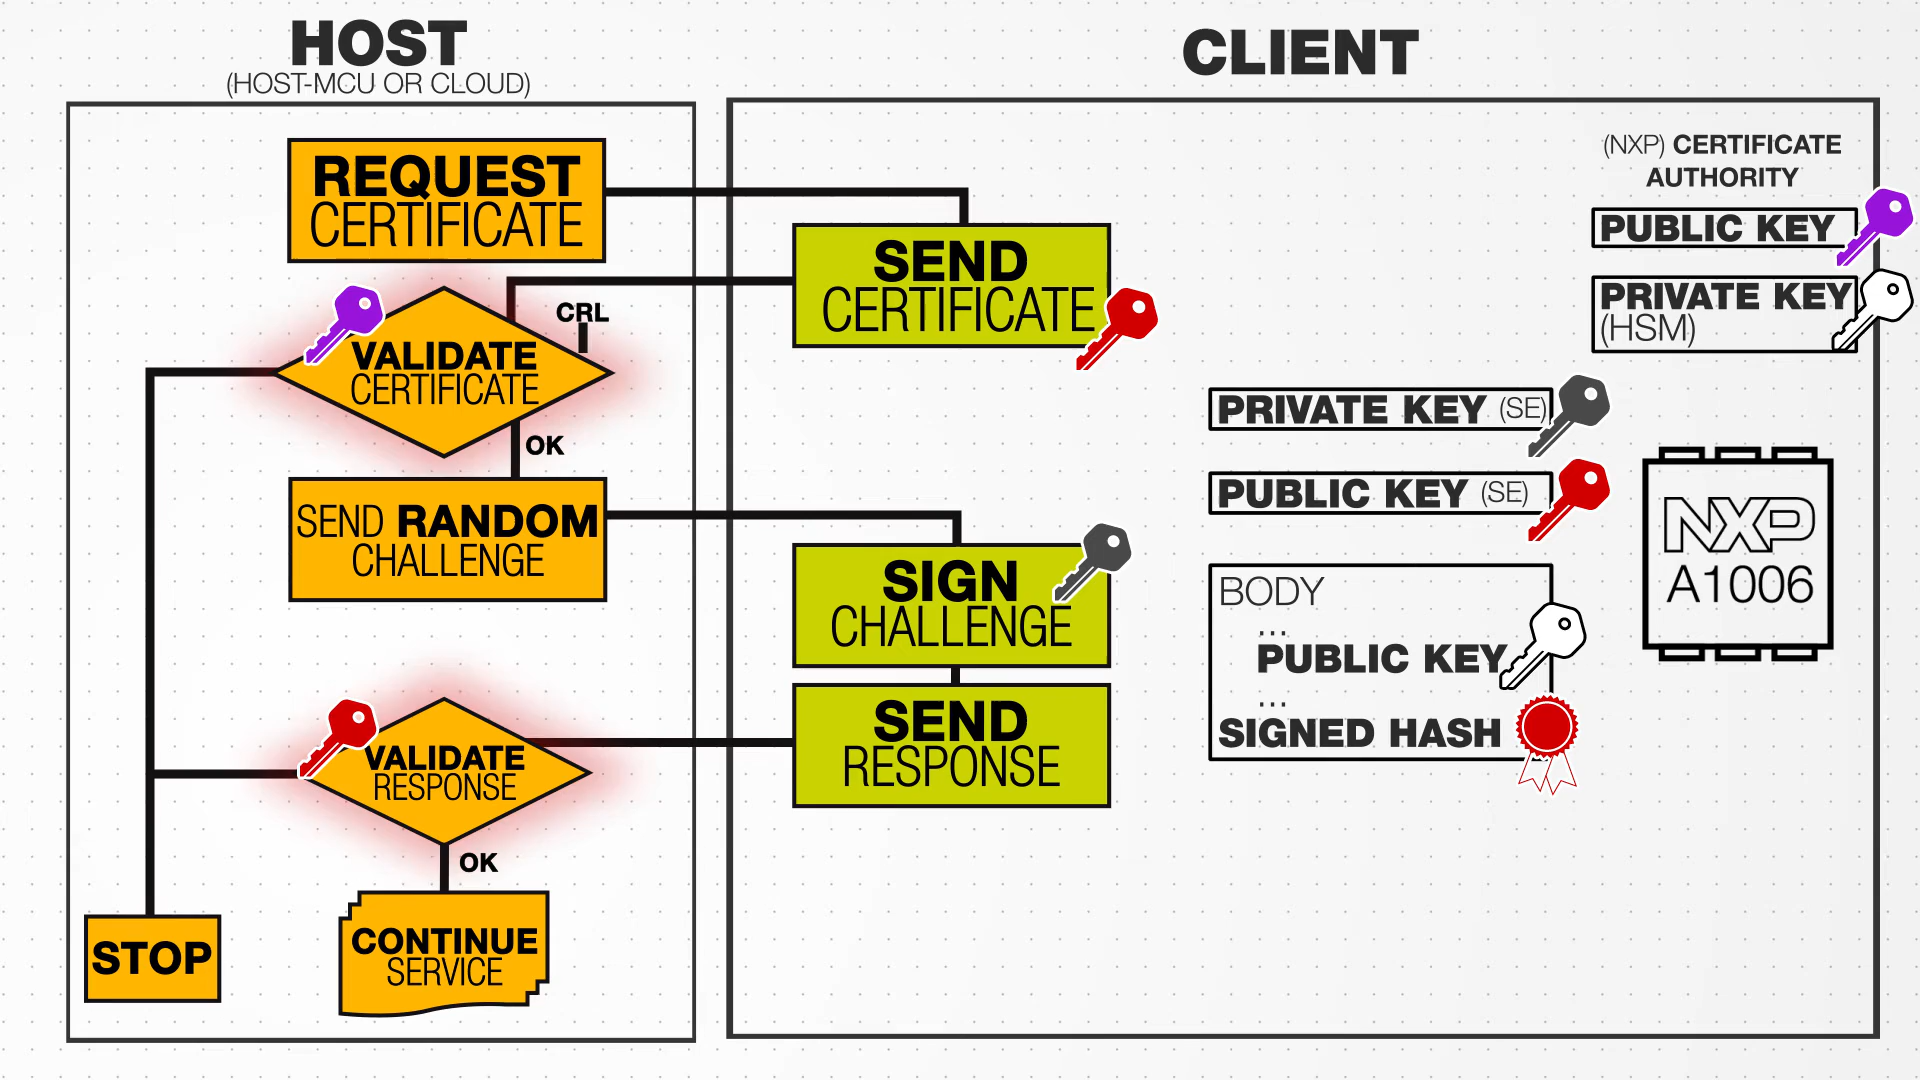 HOST
(HOST-MCU OR CLOUD)
REQUEST
CERTIFICATE
CRL
VALIDATE
CERTIFICATE
OK
SEND RANDOM
CHALLENGE
VALIDATE
RESPONSE
OK
STOP
CONTINUE
SERVICE
CLIENT
SEND
CERTIFICATE
SIGN
CHALLENGE
SEND
RESPONSE
(NXP) CERTIFICATE
AUTHORITY
PUBLIC KEY
PRIVATE KEY
(HSM)
PRIVATE KEY (SE)
PUBLIC KEY (SE)
BODY
...
PUBLIC KEY
...
SIGNED HASH
NXP
A1006